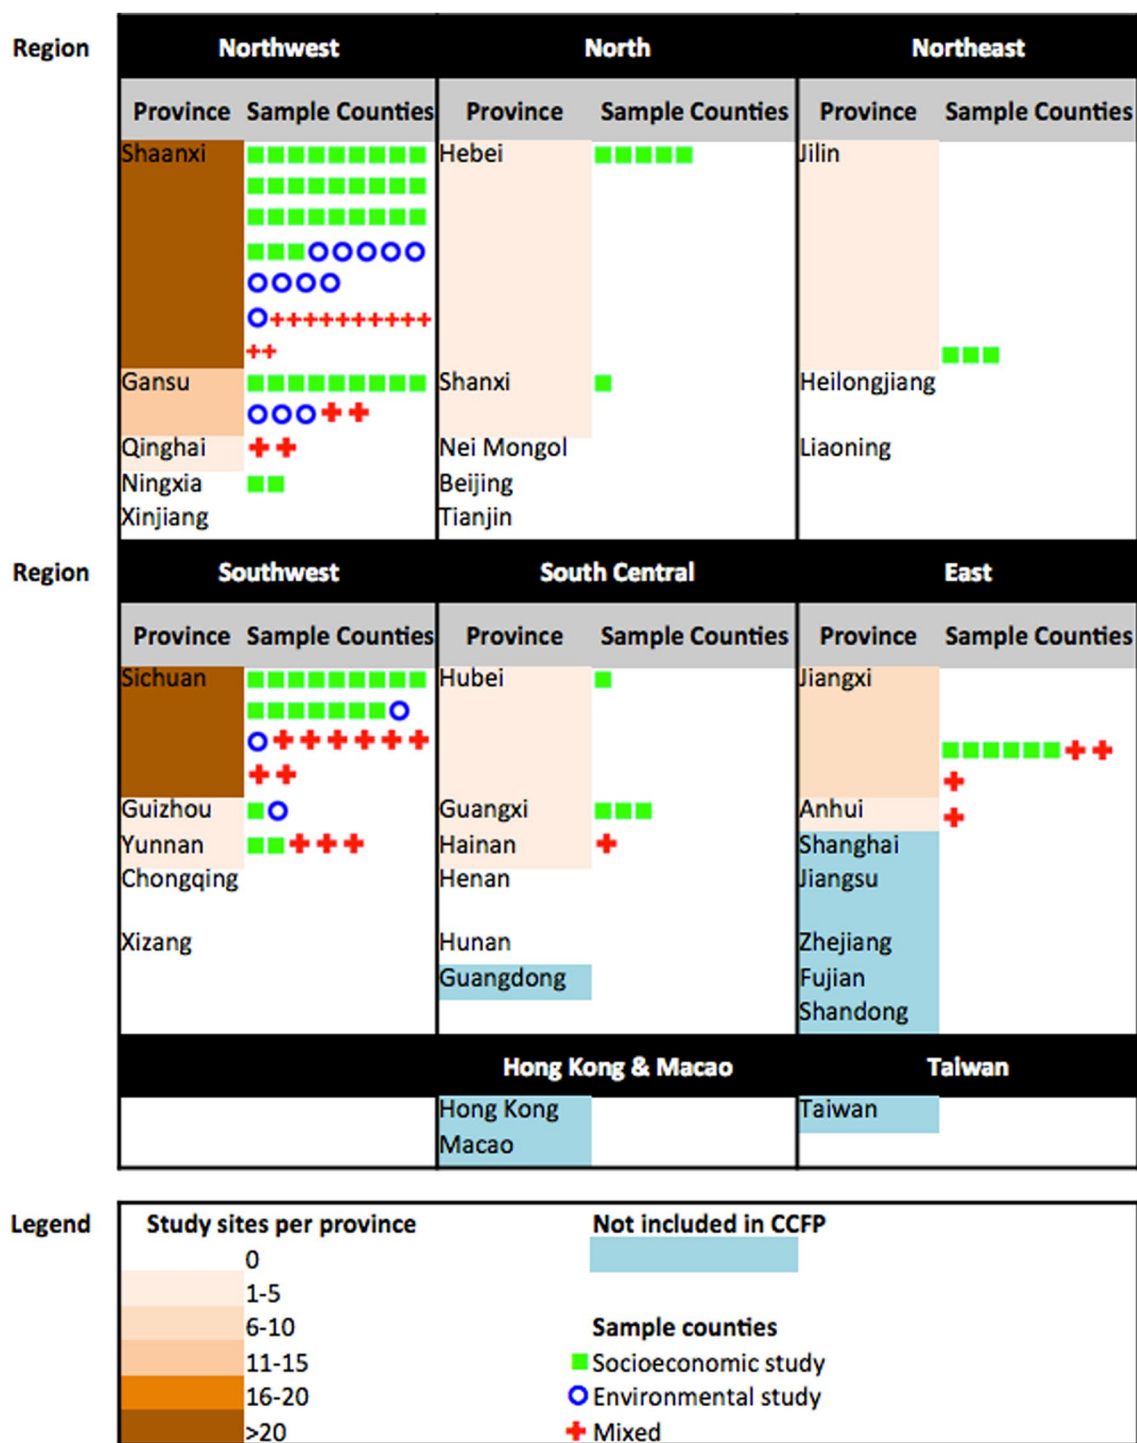 Region Northwest North Northeast
Province Sample Counties Province Sample Counties Province Sample Counties
Shaanxi Hebei Jilin
Gansu Shanxi Heilongjiang
Qinghai Nei Mongol Liaoning
Ningxia Beijing
Xinjiang Tianjin
Region Southwest South Central East
Province Sample Counties Province Sample Counties Province Sample Counties
Sichuan Hubei Jiangxi
Guizhou Guangxi Anhui
Yunnan Hainan Shanghai
Chongqing Henan Jiangsu
Xizang Hunan Zhejiang
Guangdong Fujian
Shandong
Hong Kong & Macao Taiwan
Hong Kong Taiwan
Macao
Legend Study sites per province Not included in CCFP
0
1-5
6-10 Sample counties
11-15 Socioeconomic study
16-20 Environmental study
>20 Mixed